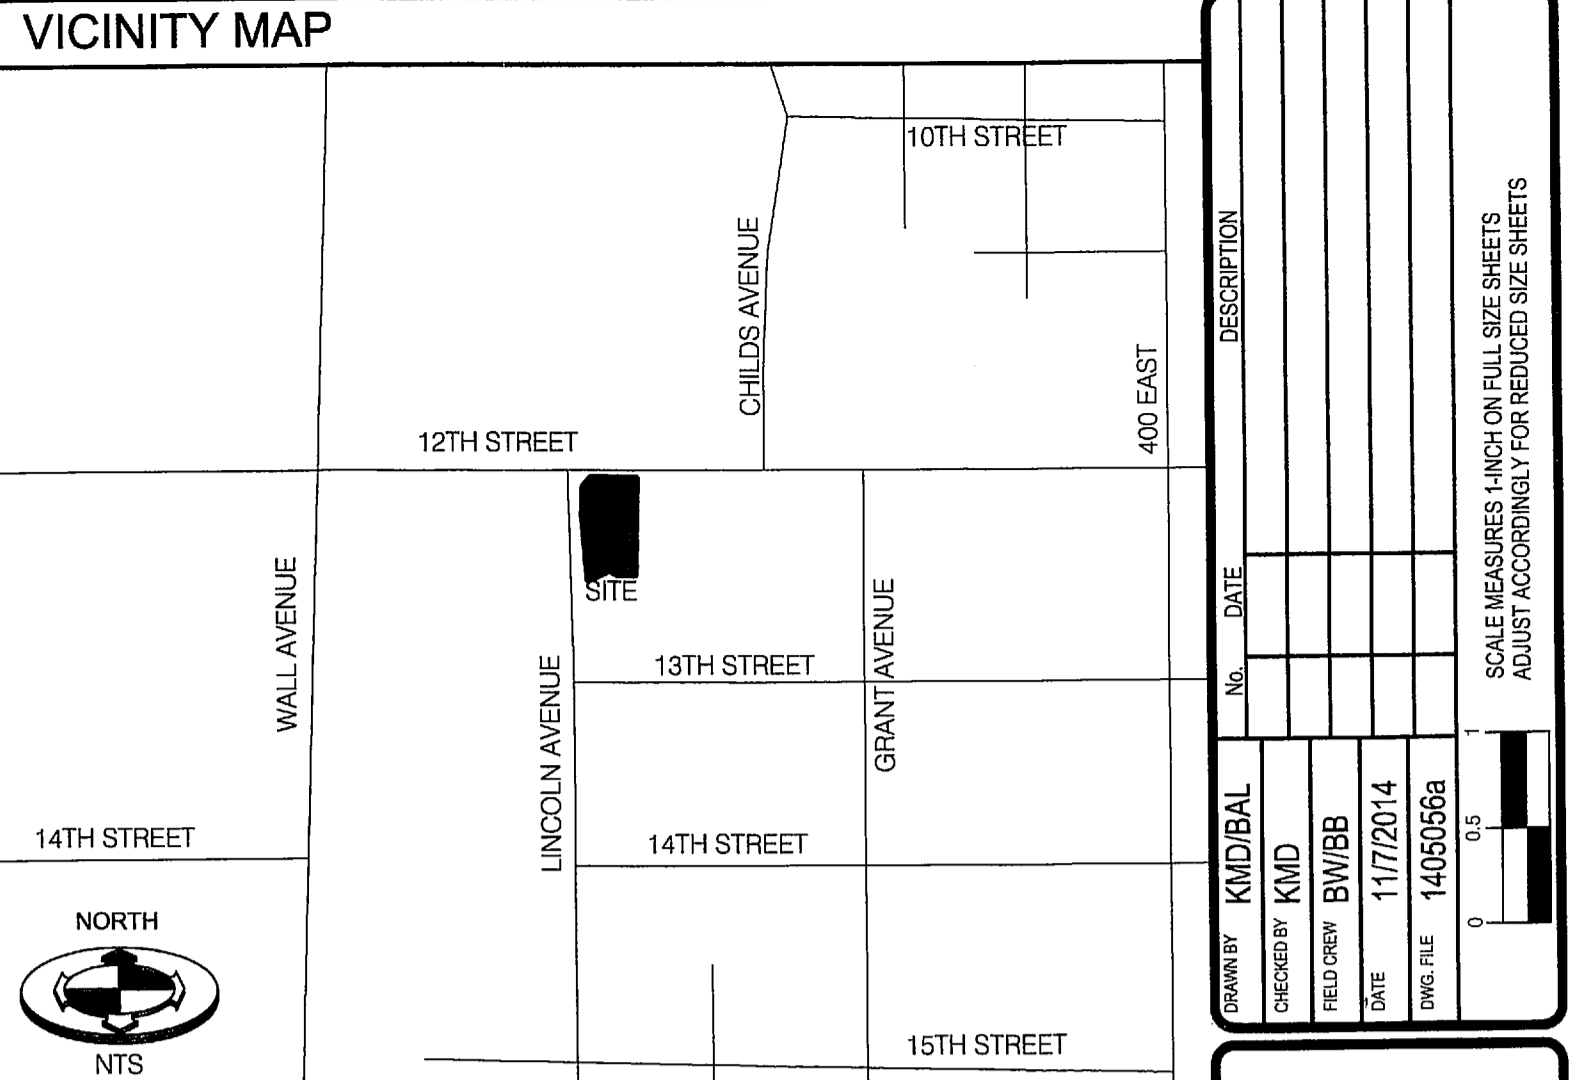 VICINITY MAP
10TH STREET
CHILDS AVENUE
400 EAST
12TH STREET
SITE
WALL AVENUE
LINCOLN AVENUE
13TH STREET
GRANT AVENUE
14TH STREET
14TH STREET
NORTH
NTS
15TH STREET
No.
DATE
DESCRIPTION
DRAWN BY KMD/BAL
CHECKED BY KMD
FIELD CREW BW/BB
DATE 11/7/2014
DWG. FILE 1405056a
0 0.5 1
SCALE MEASURES 1-INCH ON FULL SIZE SHEETS
ADJUST ACCORDINGLY FOR REDUCED SIZE SHEETS